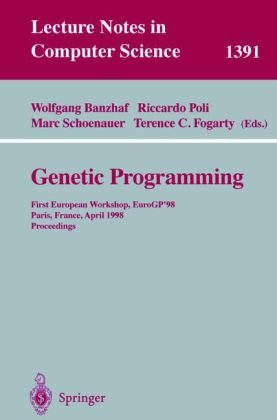 Lecture Notes in
Computer Science 1391
Wolfgang Banzhaf Riccardo Poli
Marc Schoenauer Terence C. Fogarty (Eds.)
Genetic Programming
First European Workshop, EuroGP'98
Paris, France, April 1998
Proceedings
Springer